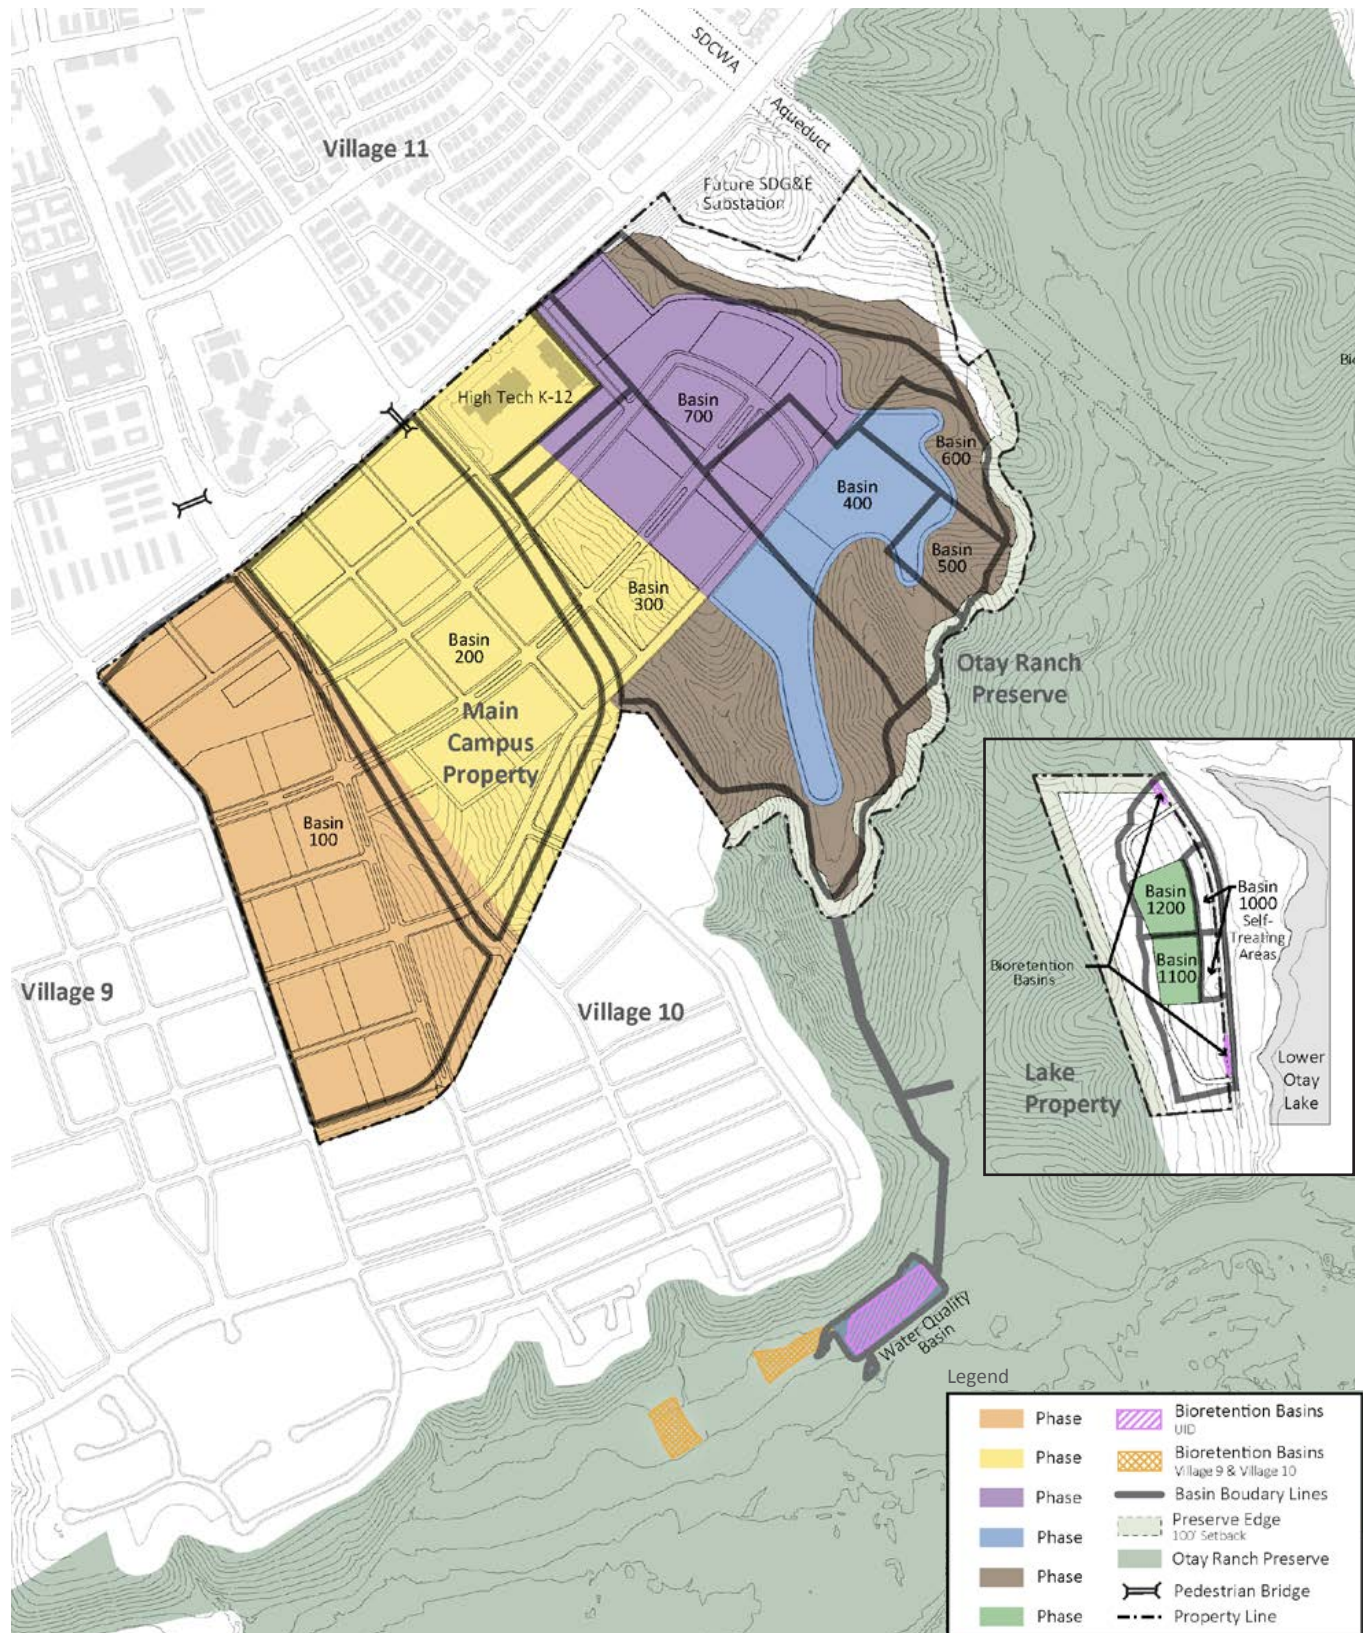 SDCWA
Aqueduct
Village 11
Future SDG&E
Substation
Bio
High Tech K-12
Basin
700
Basin
600
Basin
400
Basin
500
Basin
300
Basin
200
Main
Campus
Property
Otay Ranch
Preserve
Basin
100
Village 9
Village 10
Basin
1200
Basin
1000
Self-
Treating
Areas
Basin
1100
Bioretention
Basins
Lake
Property
Lower
Otay
Lake
Water Quality
Basin
Legend
Phase
Phase
Phase
Phase
Phase
Phase
Bioretention Basins
UID
Bioretention Basins
Village 9 & Village 10
Basin Boudary Lines
Preserve Edge
100' Setback
Otay Ranch Preserve
Pedestrian Bridge
Property Line